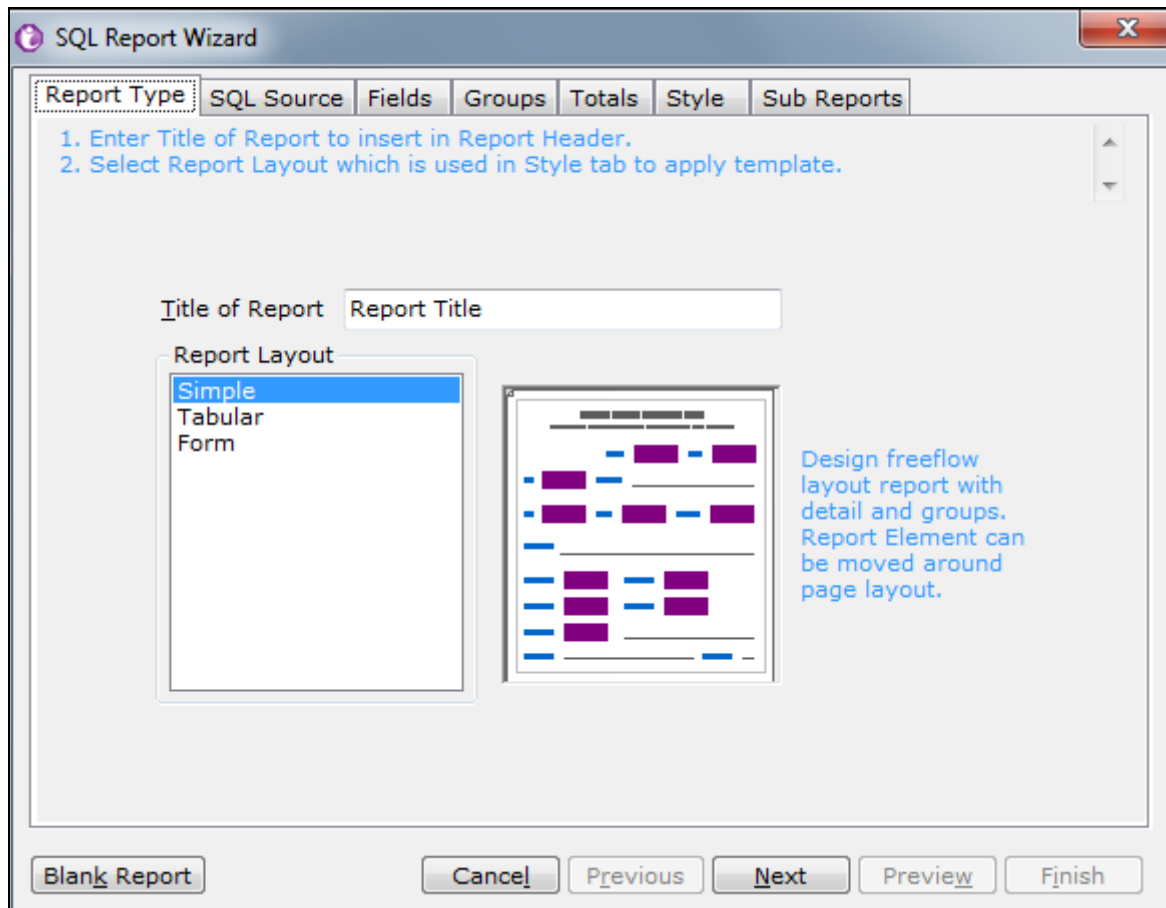 SQL Report Wizard
X
Report Type
SQL Source
Fields
Groups
Totals
Style
Sub Reports
1. Enter Title of Report to insert in Report Header.
2. Select Report Layout which is used in Style tab to apply template.
Title of Report
Report Title
Report Layout
Simple
Tabular
Form
Design freeflow
layout report with
detail and groups.
Report Element can
be moved around
page layout.
Blank Report
Cancel
Previous
Next
Preview
Finish